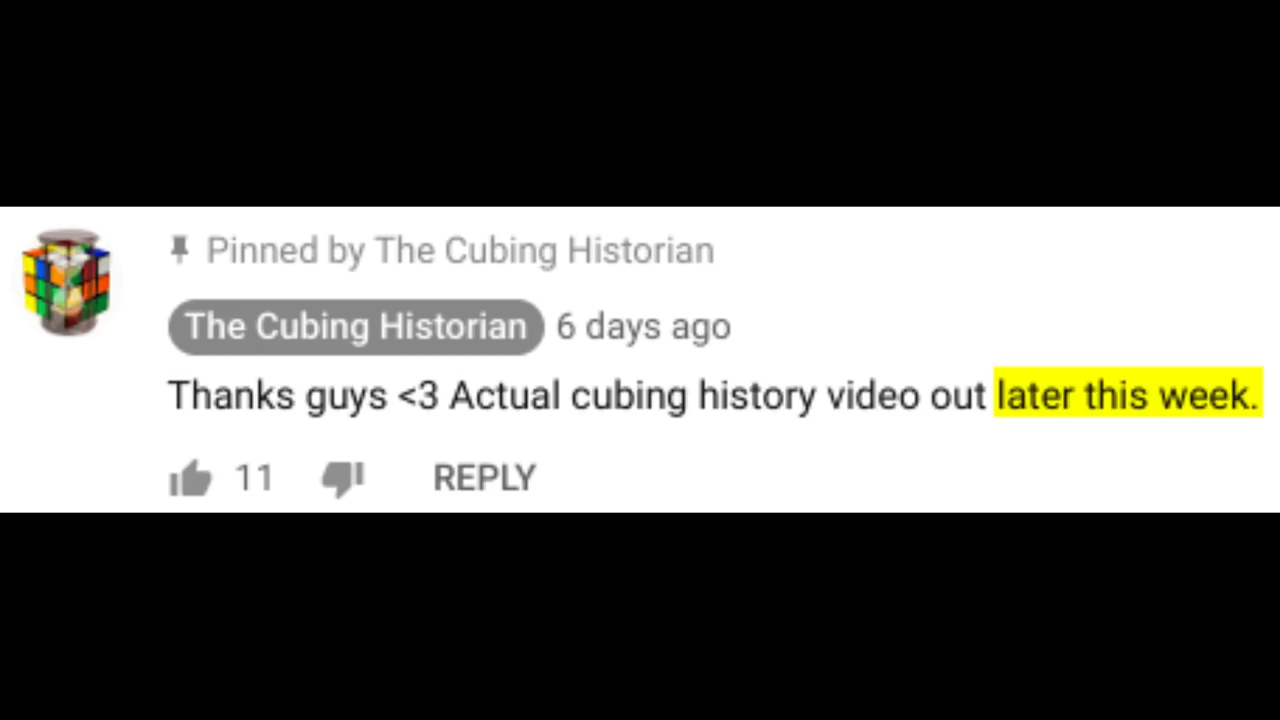 Pinned by The Cubing Historian
The Cubing Historian 6 days ago
Thanks guys <3 Actual cubing history video out later this week.
11 REPLY